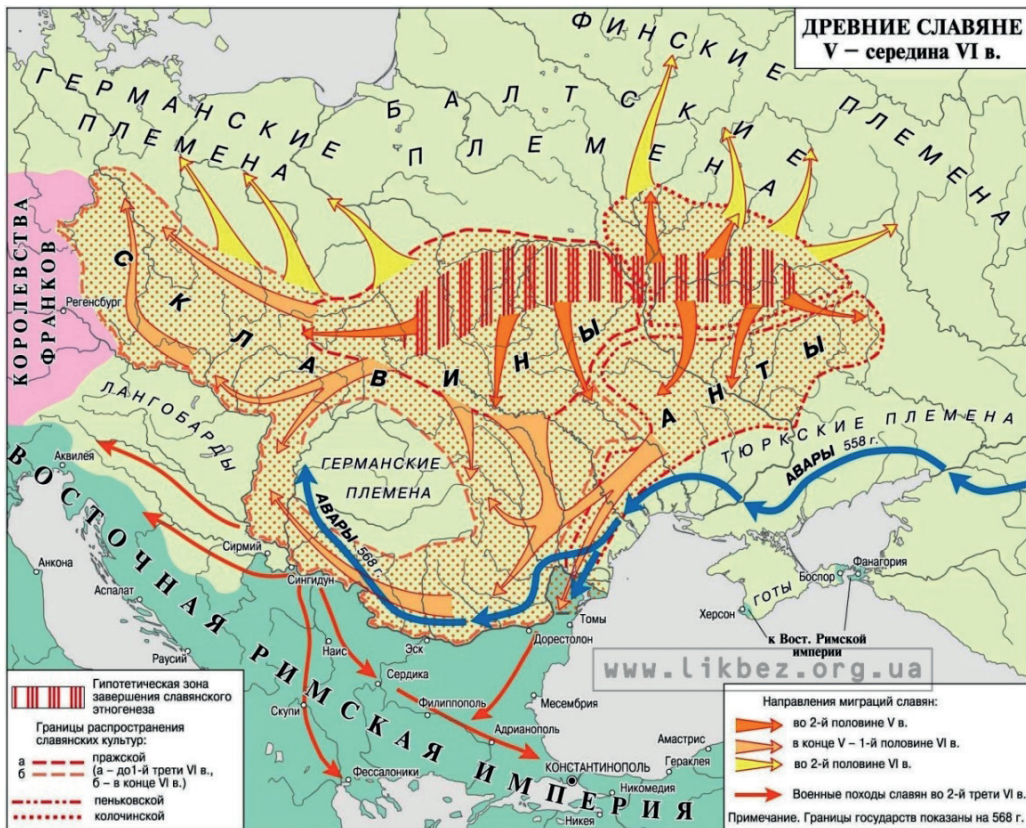 ДРЕВНИЕ СЛАВЯНЕ
V – середина VI в.
ФИНСКИЕ ПЛЕМЕНА
ГЕРМАНСКИЕ
ПЛЕМЕНА
БАЛТСКИЕ
ПЛЕМЕНА
КОРОЛЕВСТВА
ФРАНКОВ
Регенсбург
СКЛАВИНЫ
АНТЫ
ЛАНГОБАРДЫ
ГЕРМАНСКИЕ
ПЛЕМЕНА
ТЮРКСКИЕ ПЛЕМЕНА
АВАРЫ 558 г.
АВАРЫ 568 г.
ВОСТОЧНАЯ РИМСКАЯ ИМПЕРИЯ
Аквилея
Анкона
Аспалат
Раусий
Сирмий
Сингидун
Наис
Эск
Сердика
Скупи
Филиппополь
Адрианополь
Фессалоники
Дорестолон
Томы
Месембрия
КОНСТАНТИНОПОЛЬ
Никомедия
Никея
Амастрис
Гераклея
Херсон
ГОТЫ
Боспор
Фанагория
к Вост. Римской
империи
www.likbez.org.ua
Гипотетическая зона
завершения славянского
этногенеза
Границы распространения
славянских культур:
а
б
пражской
(а – до1-й трети VI в.,
б – в конце VI в.)
пеньковской
колочинской
Направления миграций славян:
во 2-й половине V в.
в конце V – 1-й половине VI в.
во 2-й половине VI в.
Военные походы славян во 2-й трети VI в.
Примечание. Границы государств показаны на 568 г.